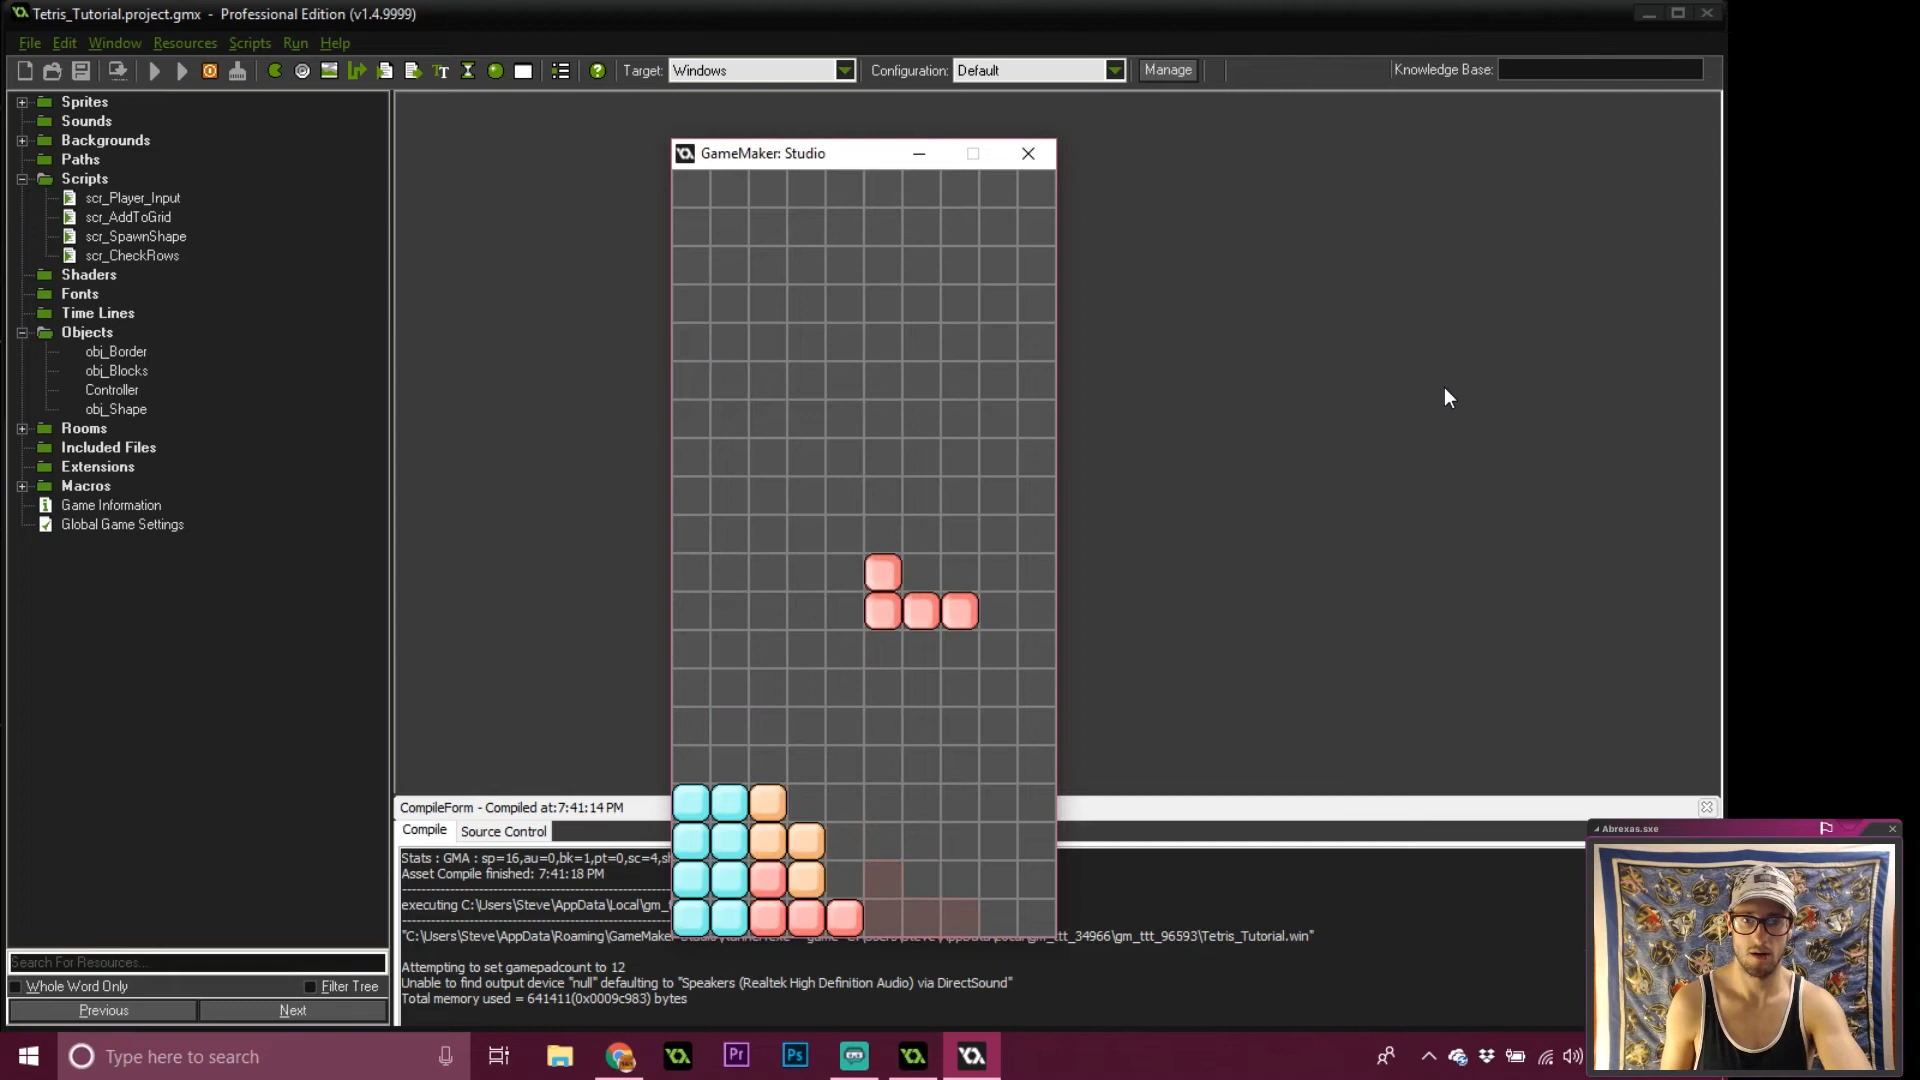 Tetris_Tutorial.project.gmx - Professional Edition (v1.4.9999)
File Edit Window Resources Scripts Run Help
Target: Windows Configuration: Default Manage Knowledge Base:
Sprites
Sounds
Backgrounds
Paths
Scripts
scr_Player_Input
scr_AddToGrid
scr_SpawnShape
scr_CheckRows
Shaders
Fonts
Time Lines
Objects
obj_Border
obj_Blocks
Controller
obj_Shape
Rooms
Included Files
Extensions
Macros
Game Information
Global Game Settings
Search For Resources...
Whole Word Only Filter Tree
Previous Next
GameMaker: Studio
CompileForm - Compiled at:7:41:14 PM
Compile Source Control
Stats : GMA : sp=16,au=0,bk=1,pt=0,sc=4,sh
Asset Compile finished: 7:41:18 PM
executing C:\Users\Steve\AppData\Local\gm_t
"C:\Users\Steve\AppData\Roaming\GameMaker gm_ttt_34966\gm_ttt_96593\Tetris_Tutorial.win"
Attempting to set gamepadcount to 12
Unable to find output device "null" defaulting to "Speakers (Realtek High Definition Audio) via DirectSound"
Total memory used = 641411(0x0009c983) bytes
Abrexas.sxe
Type here to search
Pr
Ps